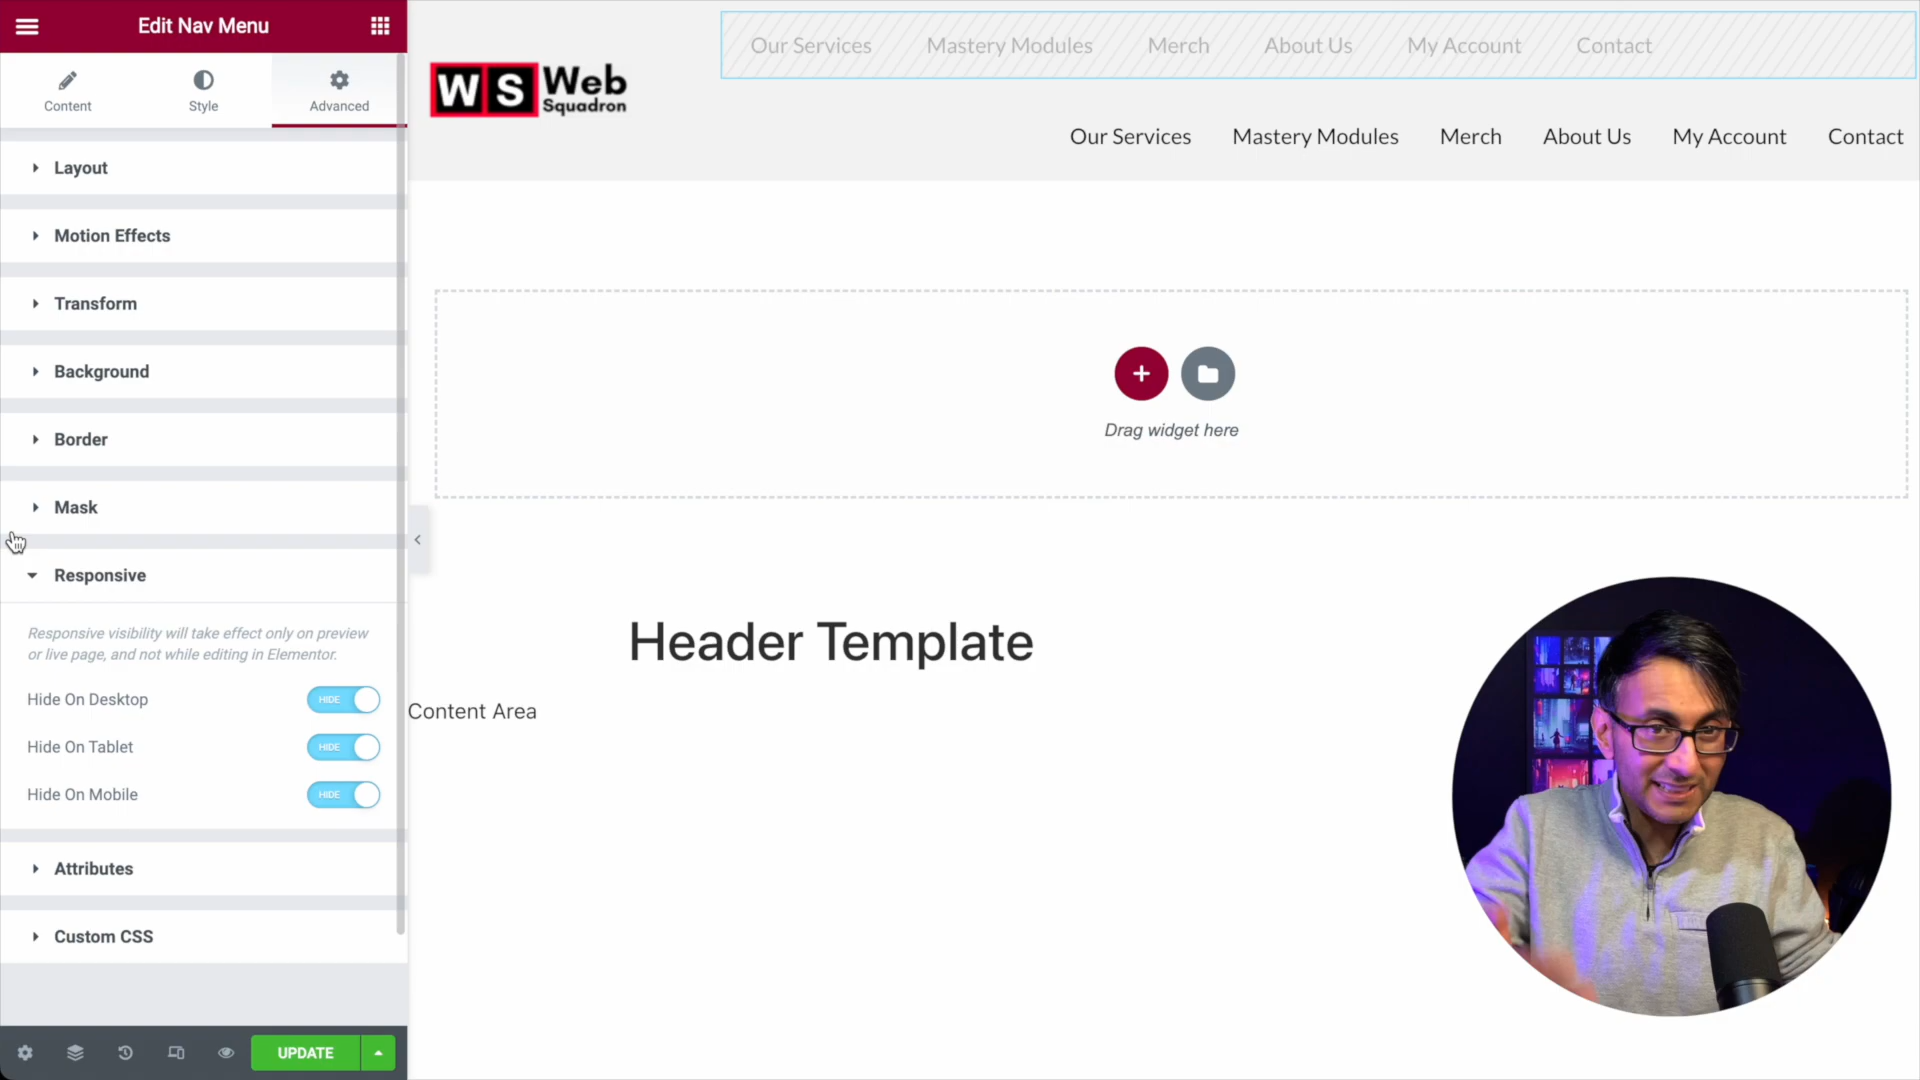 Edit Nav Menu
Content
Style
Advanced
Layout
Motion Effects
Transform
Background
Border
Mask
Responsive
Responsive visibility will take effect only on preview
or live page, and not while editing in Elementor.
Hide On Desktop HIDE
Hide On Tablet HIDE
Hide On Mobile HIDE
Attributes
Custom CSS
UPDATE
Our Services Mastery Modules Merch About Us My Account Contact
WS Web
Squadron
Our Services Mastery Modules Merch About Us My Account Contact
Drag widget here
Header Template
Content Area